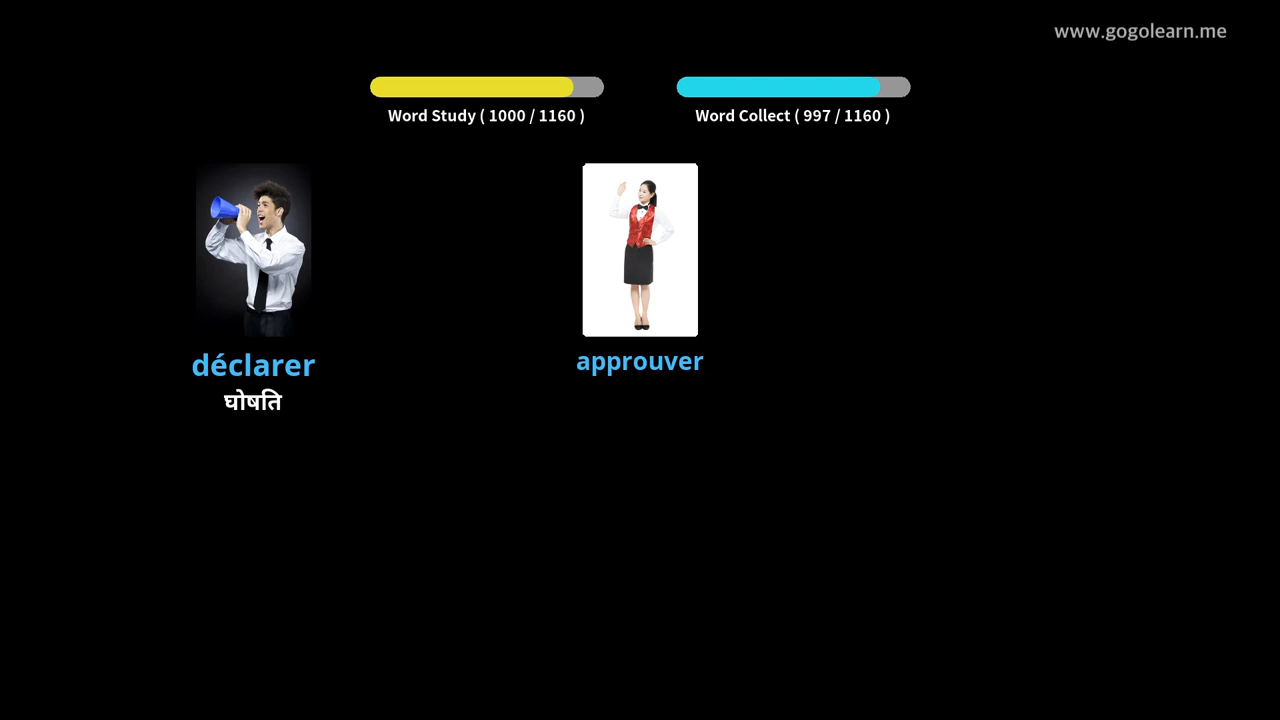 www.gogolearn.me
Word Study ( 1000 / 1160 )
Word Collect ( 997 / 1160 )
déclarer
घोषति
approuver